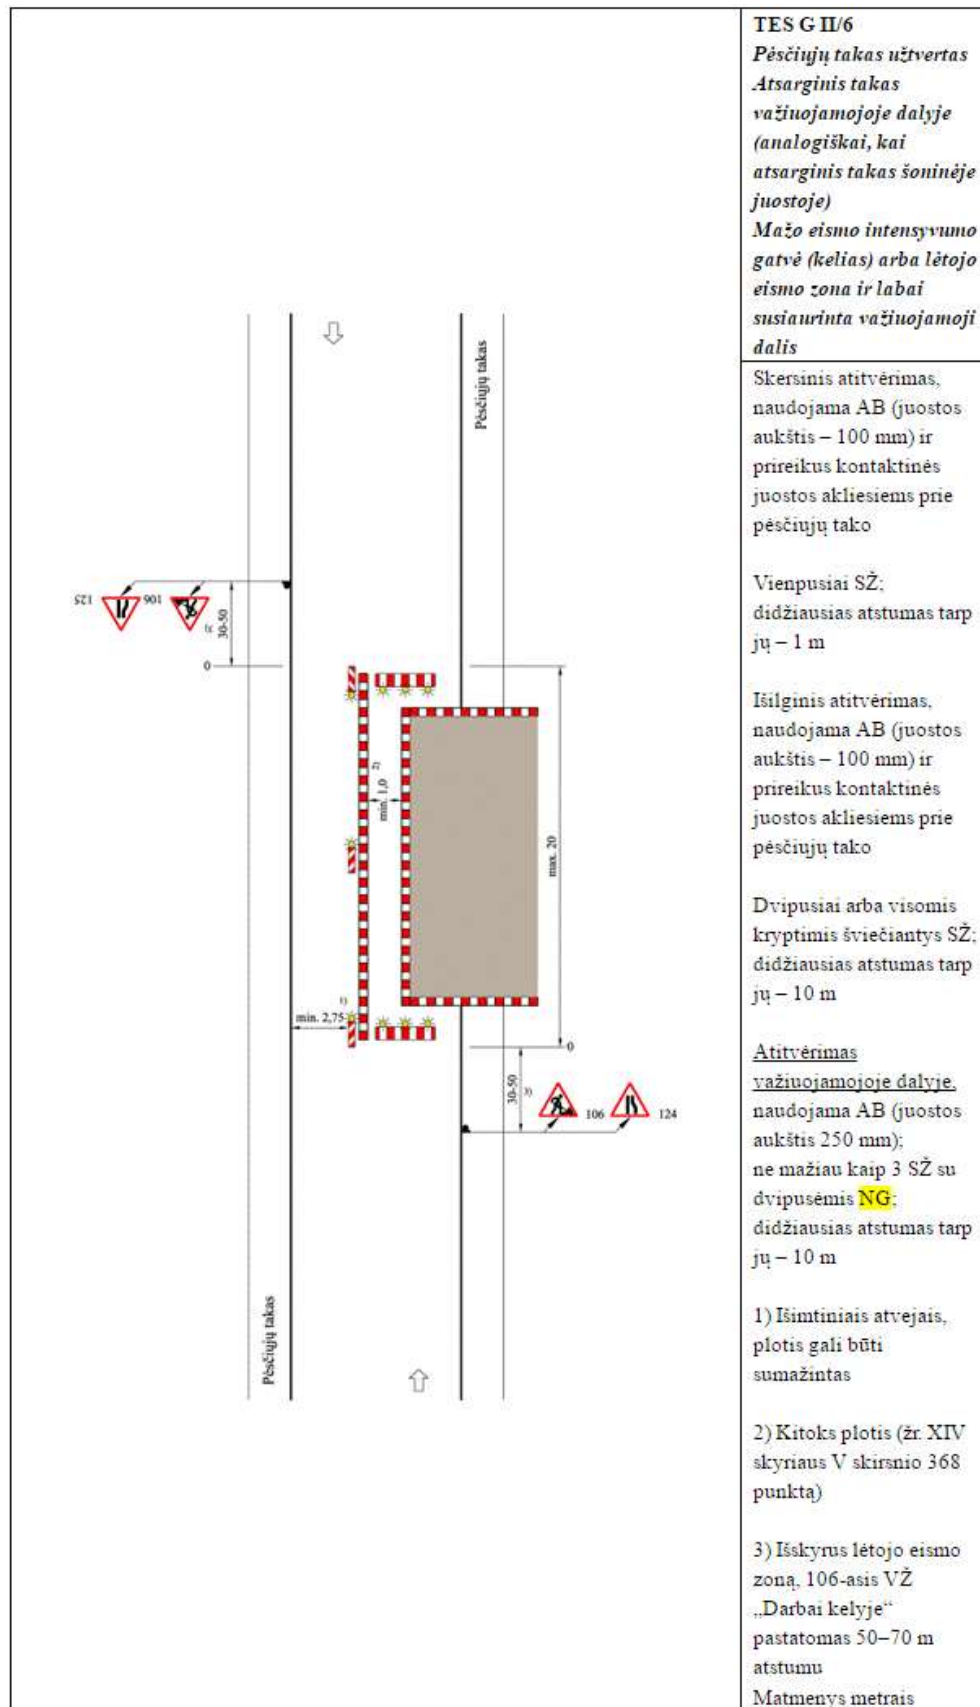 TES G II/6
Pėsčiųjų takas užtvertas
Atsarginis takas
važiuojamojoje dalyje
(analogiškai, kai
atsarginis takas šoninėje
juostoje)
Mažo eismo intensyvumo
gatvė (kelias) arba lėtojo
eismo zona ir labai
susiaurinta važiuojamoji
dalis
Skersinis atitvėrimas,
naudojama AB (juostos
aukštis – 100 mm) ir
prireikus kontaktinės
juostos akliesiems prie
pėsčiųjų tako
Vienpusiai SŽ;
didžiausias atstumas tarp
jų – 1 m
Išilginis atitvėrimas,
naudojama AB (juostos
aukštis – 100 mm) ir
prireikus kontaktinės
juostos akliesiems prie
pėsčiųjų tako
Dvipusiai arba visomis
kryptimis šviečiantys SŽ;
didžiausias atstumas tarp
jų – 10 m
Atitvėrimas
važiuojamojoje dalyje,
naudojama AB (juostos
aukštis 250 mm);
ne mažiau kaip 3 SŽ su
dvipusėmis NG;
didžiausias atstumas tarp
jų – 10 m
1) Išimtiniais atvejais,
plotis gali būti
sumažintas
2) Kitoks plotis (žr. XIV
skyriaus V skirsnio 368
punktą)
3) Išskyrus lėtojo eismo
zoną, 106-asis VŽ
„Darbai kelyje“
pastatomas 50–70 m
atstumu
Matmenys metrais
Pėsčiųjų takas
125
106
3)
30-50
0
2)
min. 1,0
max. 20
1)
min. 2,75
0
30-50
3)
106
124
Pėsčiųjų takas